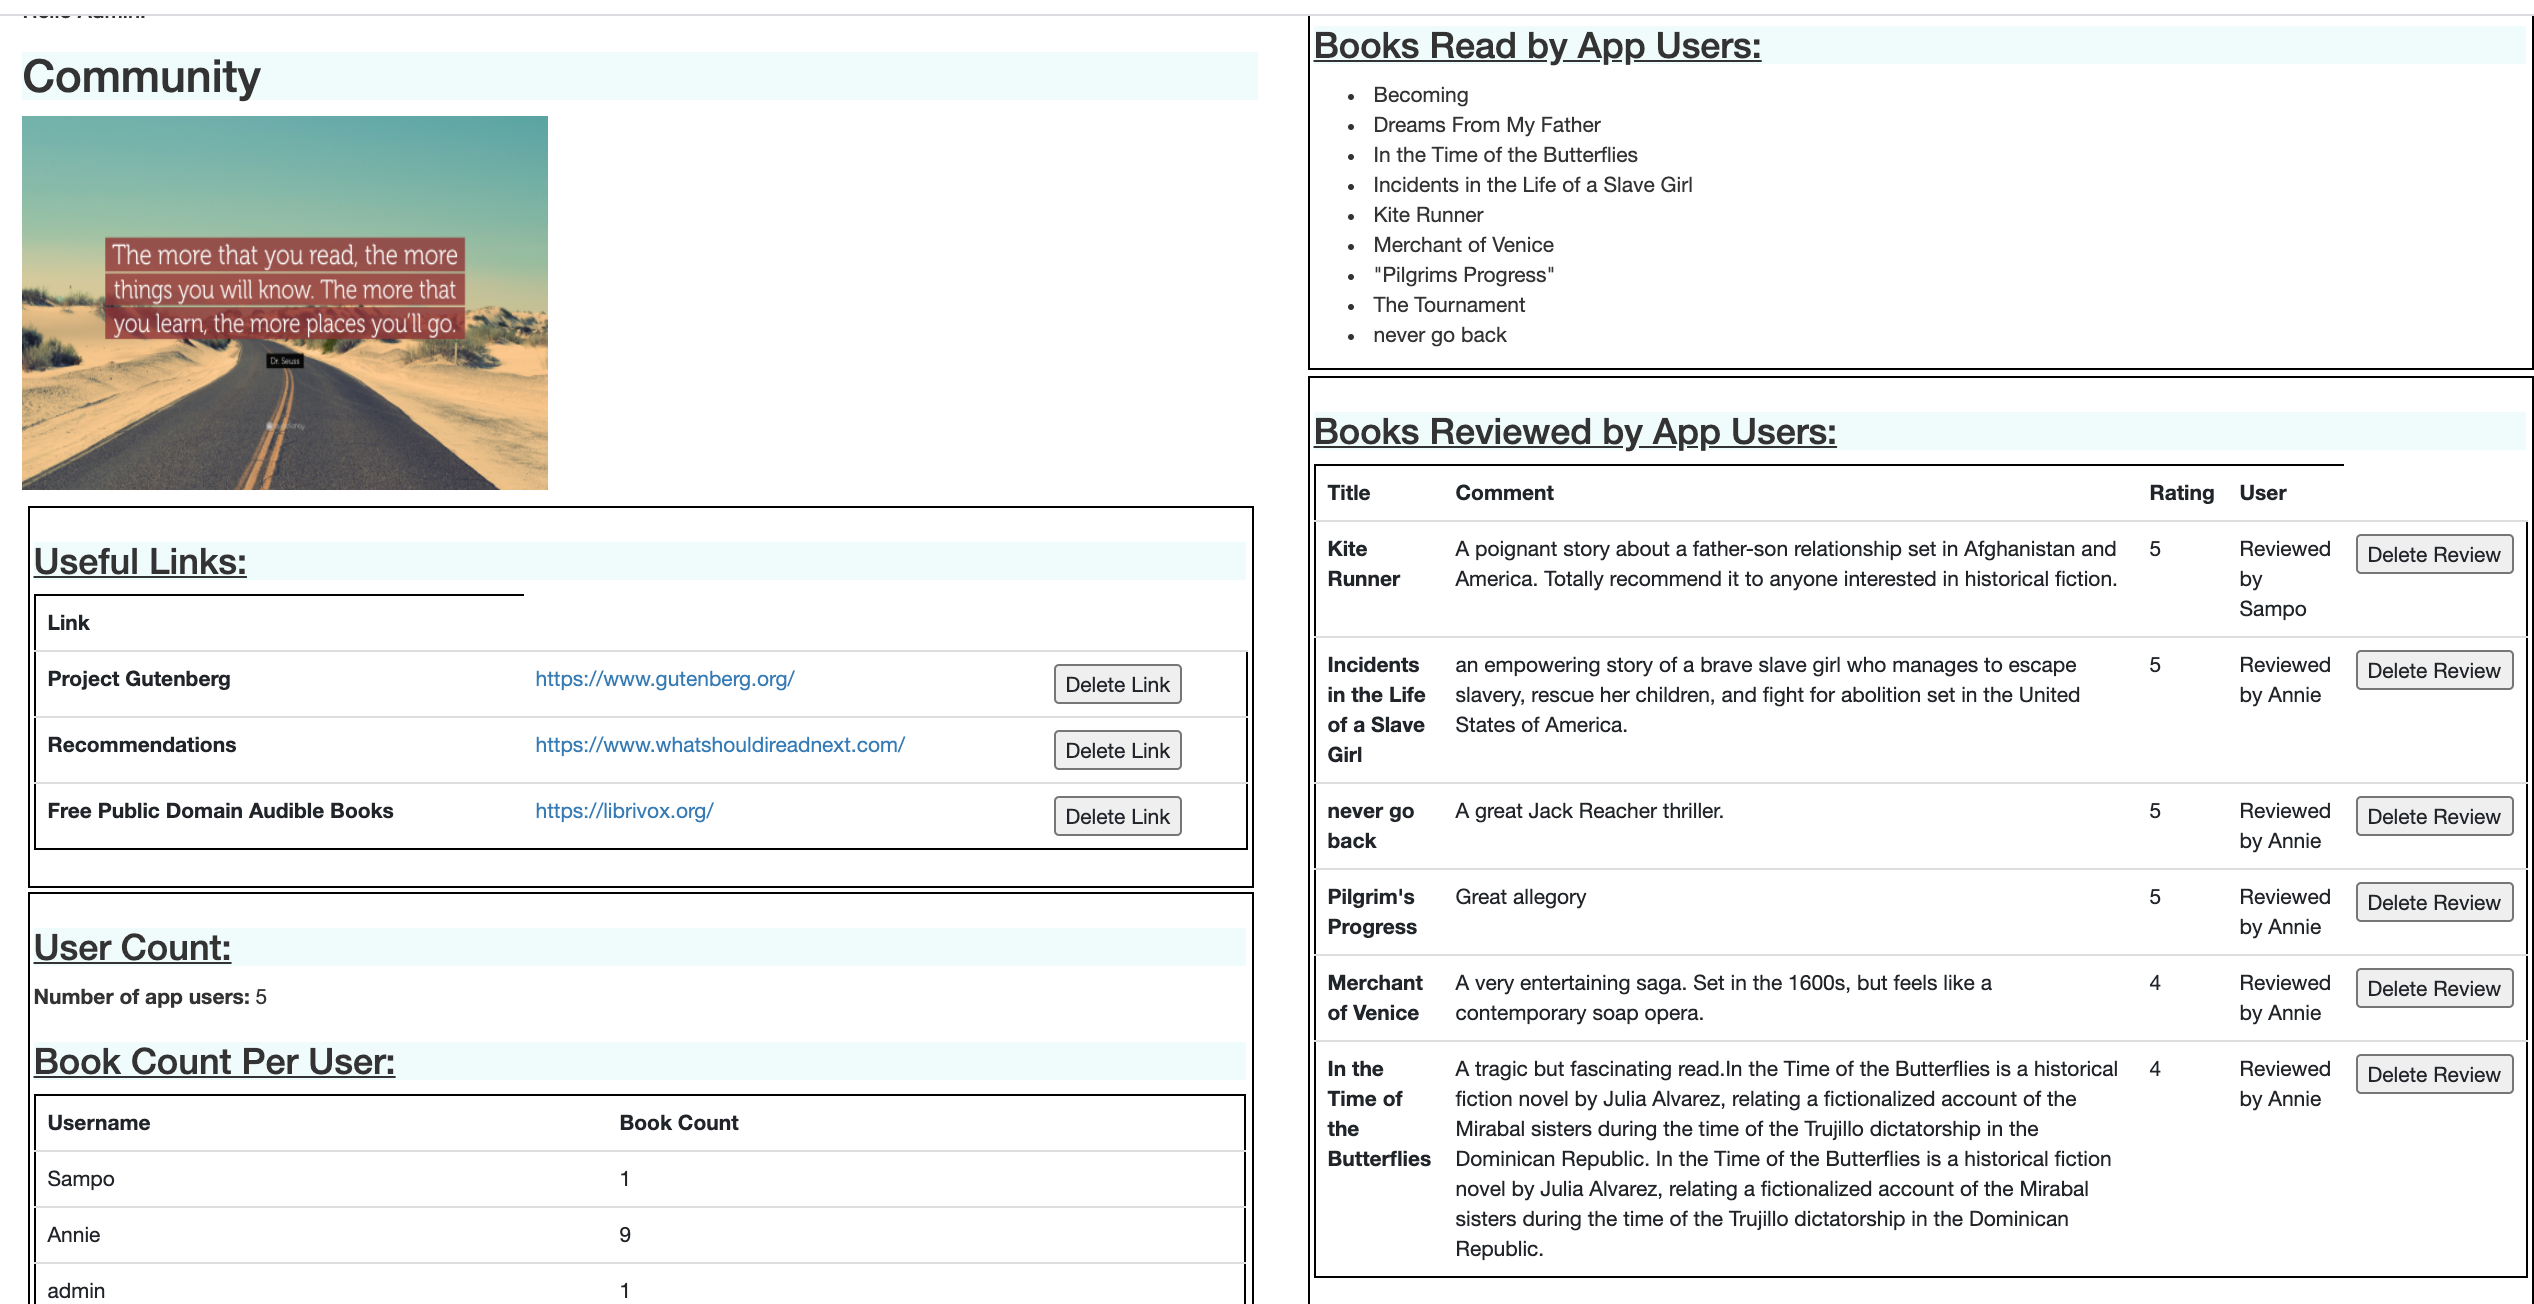 Hello Admin!
Community
The more that you read, the more
things you will know. The more that
you learn, the more places you'll go.
Dr. Seuss
Useful Links:
Link
Project Gutenberg https://www.gutenberg.org/ Delete Link
Recommendations https://www.whatshouldireadnext.com/ Delete Link
Free Public Domain Audible Books https://librivox.org/ Delete Link
User Count:
Number of app users: 5
Book Count Per User:
Username Book Count
Sampo 1
Annie 9
admin 1
Books Read by App Users:
• Becoming
• Dreams From My Father
• In the Time of the Butterflies
• Incidents in the Life of a Slave Girl
• Kite Runner
• Merchant of Venice
• "Pilgrims Progress"
• The Tournament
• never go back
Books Reviewed by App Users:
Title Comment Rating User
Kite A poignant story about a father-son relationship set in Afghanistan and 5 Reviewed Delete Review
Runner America. Totally recommend it to anyone interested in historical fiction. by
Sampo
Incidents an empowering story of a brave slave girl who manages to escape 5 Reviewed Delete Review
in the Life slavery, rescue her children, and fight for abolition set in the United by Annie
of a Slave States of America.
Girl
never go A great Jack Reacher thriller. 5 Reviewed Delete Review
back by Annie
Pilgrim's Great allegory 5 Reviewed Delete Review
Progress by Annie
Merchant A very entertaining saga. Set in the 1600s, but feels like a 4 Reviewed Delete Review
of Venice contemporary soap opera. by Annie
In the A tragic but fascinating read.In the Time of the Butterflies is a historical 4 Reviewed Delete Review
Time of fiction novel by Julia Alvarez, relating a fictionalized account of the by Annie
the Mirabal sisters during the time of the Trujillo dictatorship in the
Butterflies Dominican Republic. In the Time of the Butterflies is a historical fiction
novel by Julia Alvarez, relating a fictionalized account of the Mirabal
sisters during the time of the Trujillo dictatorship in the Dominican
Republic.